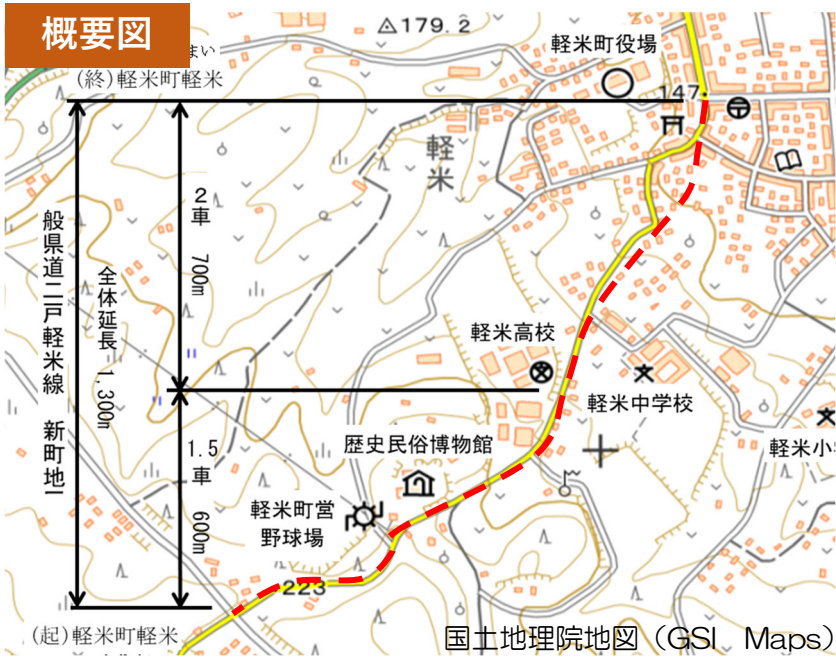 概要図
まい
(終)軽米町軽米
179.2
軽米町役場
147
軽米
2車 700m
一般県道二戸軽米線 新町地
全体延長 1,300m
軽米高校
軽米中学校
1.5車 600m
歴史民俗博物館
軽米小
軽米町営
野球場
223
(起)軽米町軽米
国土地理院地図（GSI Maps）